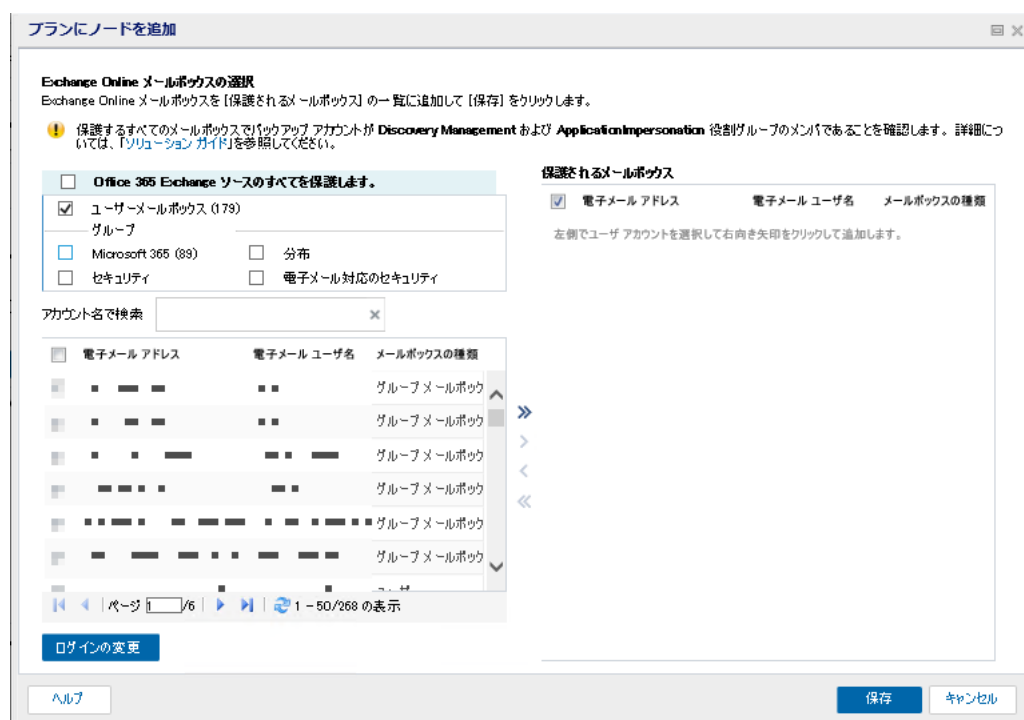 プランにノードを追加
Exchange Online メールボックスの選択
Exchange Online メールボックスを [保護されるメールボックス] の一覧に追加して [保存] をクリックします。
保護するすべてのメールボックスでバックアップ アカウントが Discovery Management および ApplicationImpersonation 役割グループのメンバであることを確認します。詳細については、「ソリューション ガイド」を参照してください。
Office 365 Exchange ソースのすべてを保護します。
ユーザーメールボックス (179)
グループ
Microsoft 365 (89) 分布
セキュリティ 電子メール対応のセキュリティ
アカウント名で検索
電子メール アドレス 電子メール ユーザ名 メールボックスの種類
グループ メールボック
グループ メールボック
グループ メールボック
グループ メールボック
グループ メールボック
グループ メールボック
ページ 1 /6 1 - 50/268 の表示
ログインの変更
保護されるメールボックス
電子メール アドレス 電子メール ユーザ名 メールボックスの種類
左側でユーザ アカウントを選択して右向き矢印をクリックして追加します。
ヘルプ 保存 キャンセル